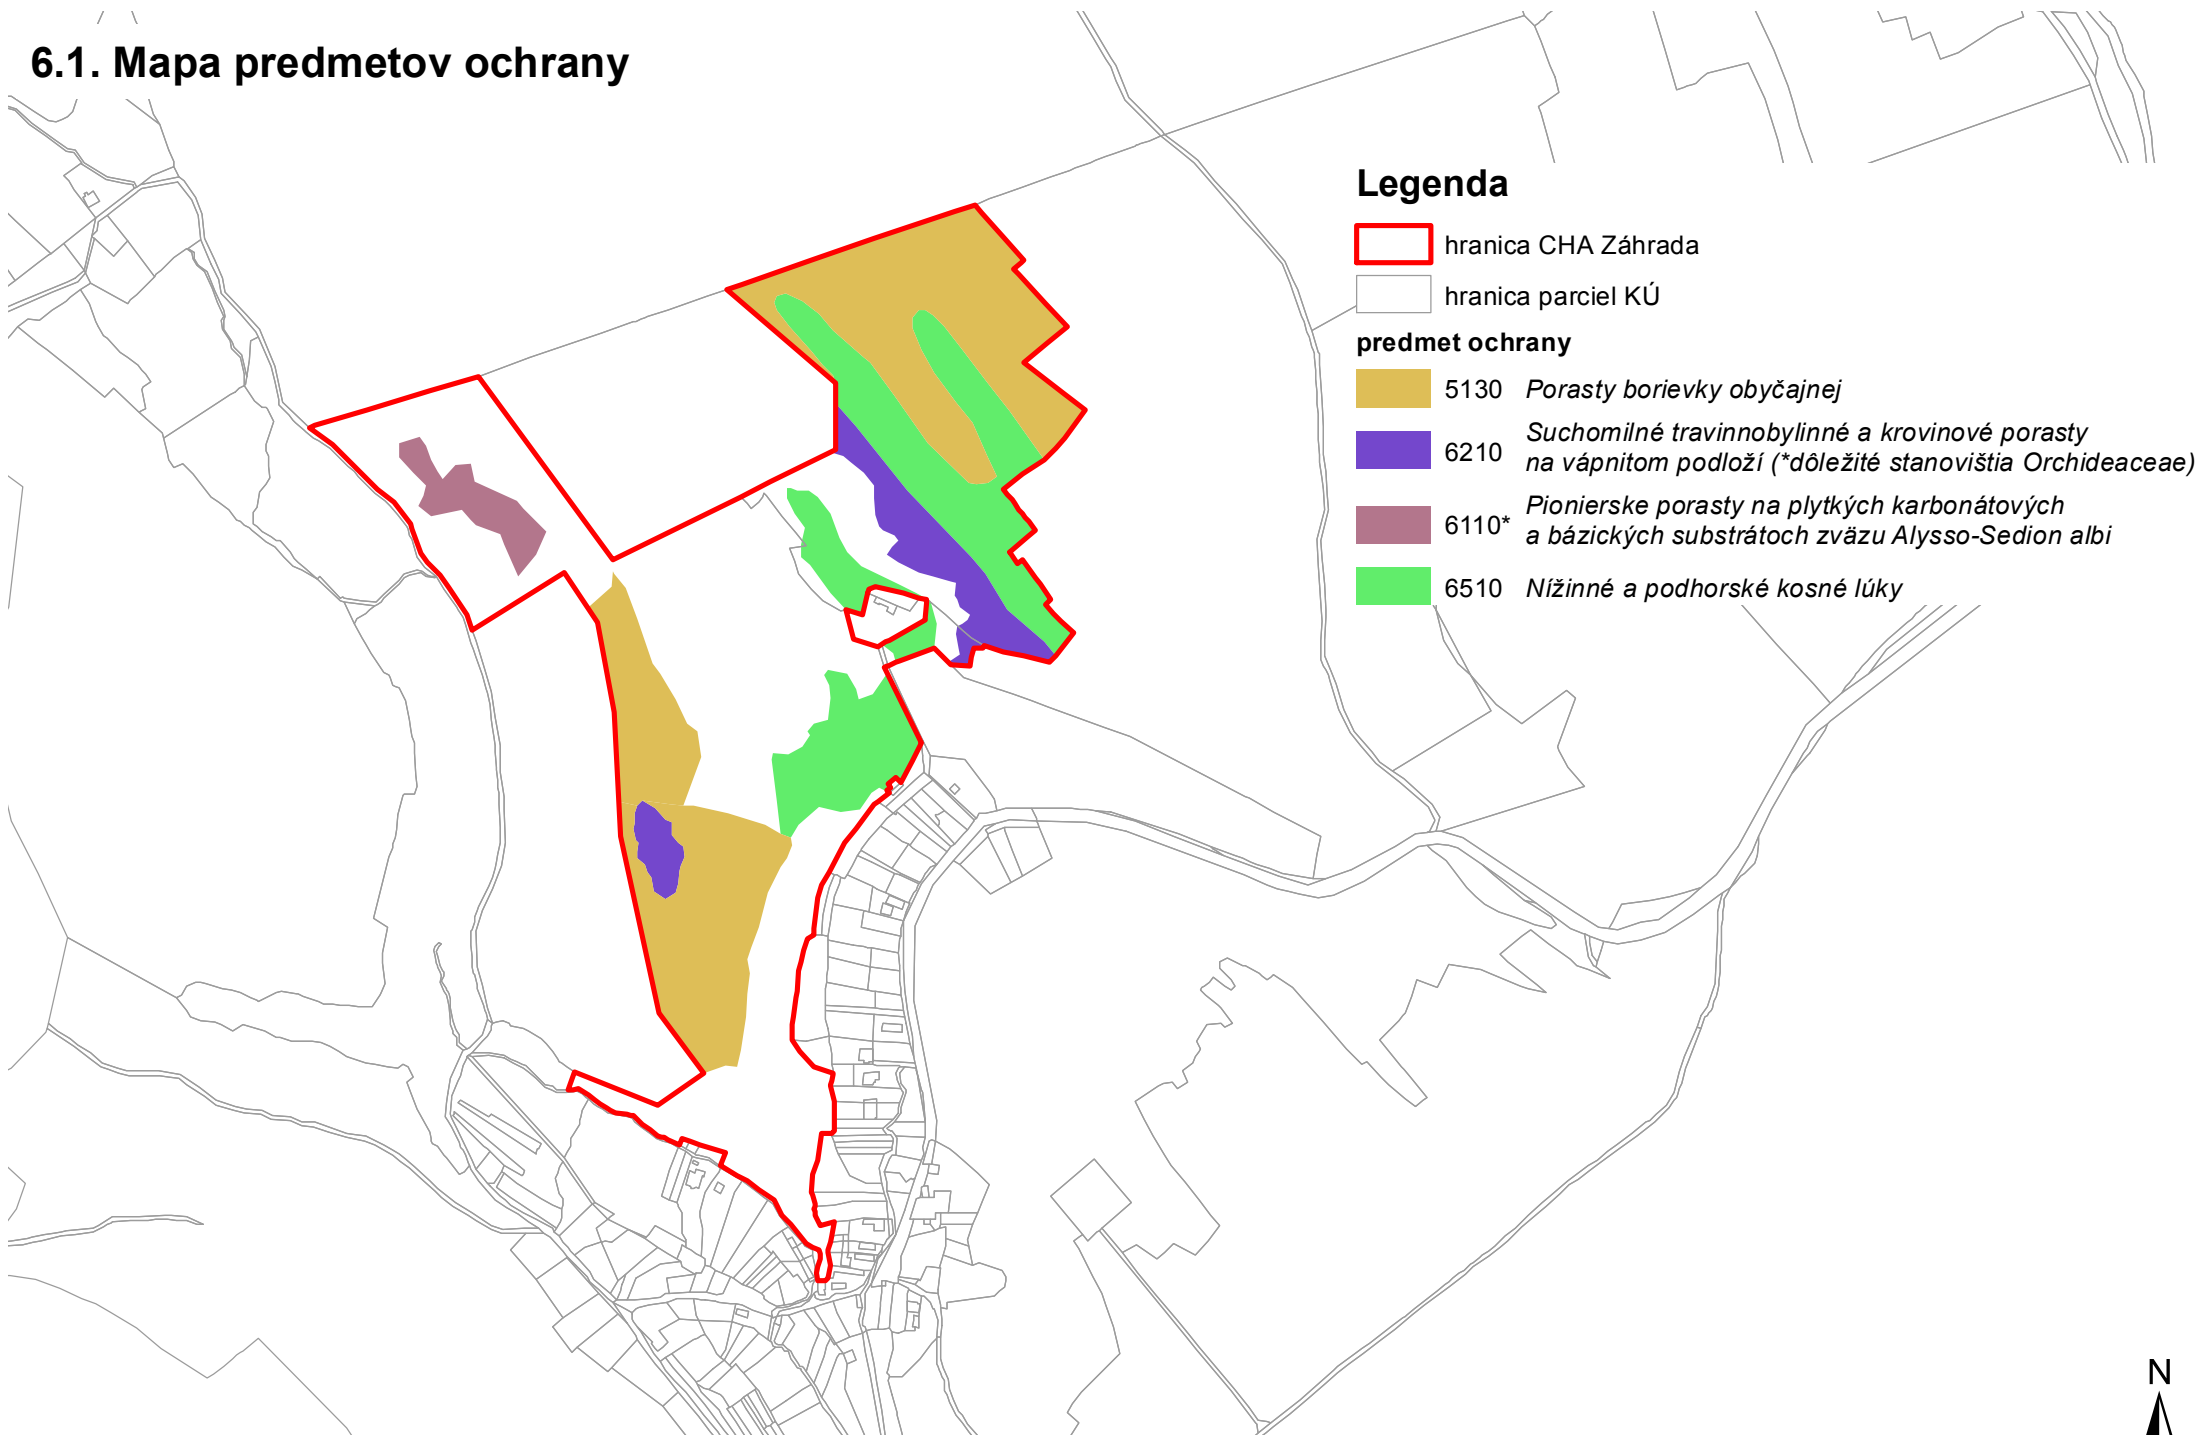 6.1. Mapa predmetov ochrany
Legenda
hranica CHA Záhrada
hranica parciel KÚ
predmet ochrany
5130 Porasty borievky obyčajnej
6210 Suchomilné travinnobylinné a krovinové porasty
na vápnitom podloží (*dôležité stanovištia Orchideaceae)
6110* Pionierske porasty na plytkých karbonátových
a bázických substrátoch zväzu Alysso-Sedion albi
6510 Nížinné a podhorské kosné lúky
N